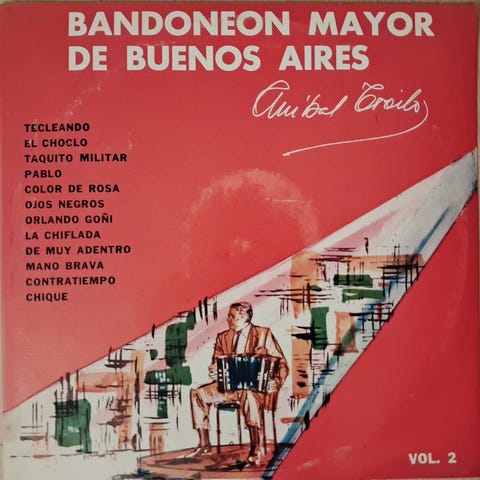 BANDONEON MAYOR
DE BUENOS AIRES
Anibal Troilo
TECLEANDO
EL CHOCLO
TAQUITO MILITAR
PABLO
COLOR DE ROSA
OJOS NEGROS
ORLANDO GOÑI
LA CHIFLADA
DE MUY ADENTRO
MANO BRAVA
CONTRATIEMPO
CHIQUE
VOL. 2